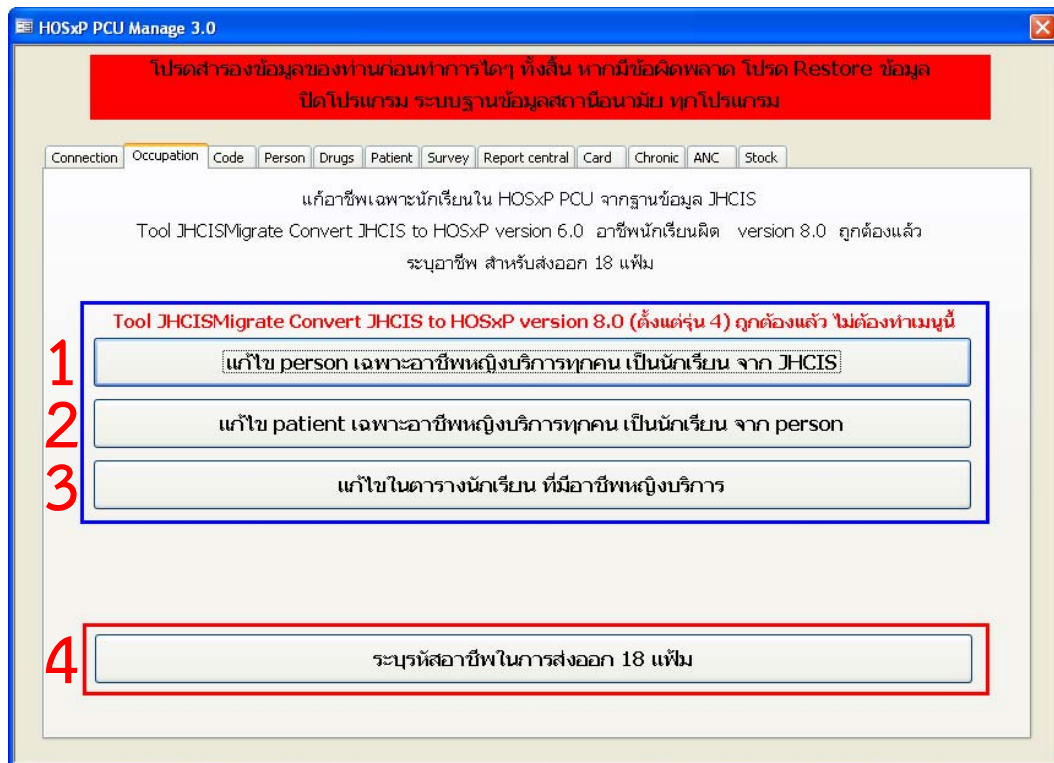 HOSxP PCU Manage 3.0
โปรดสำรองข้อมูลของท่านก่อนทำการใดๆ ทั้งสิ้น หากมีข้อผิดพลาด โปรด Restore ข้อมูล
ปิดโปรแกรม ระบบฐานข้อมูลสถานีอนามัย ทุกโปรแกรม
Connection Occupation Code Person Drugs Patient Survey Report central Card Chronic ANC Stock
แก้อาชีพเฉพาะนักเรียนใน HOSxP PCU จากฐานข้อมูล JHCIS
Tool JHCISMigrate Convert JHCIS to HOSxP version 6.0 อาชีพนักเรียนผิด version 8.0 ถูกต้องแล้ว
ระบุอาชีพ สำหรับส่งออก 18 แฟ้ม
Tool JHCISMigrate Convert JHCIS to HOSxP version 8.0 (ตั้งแต่รุ่น 4) ถูกต้องแล้ว ไม่ต้องทำเมนูนี้
1 แก้ไข person เฉพาะอาชีพหญิงบริการทุกคน เป็นนักเรียน จาก JHCIS
2 แก้ไข patient เฉพาะอาชีพหญิงบริการทุกคน เป็นนักเรียน จาก person
3 แก้ไขในตารางนักเรียน ที่มีอาชีพหญิงบริการ
4 ระบุรหัสอาชีพในการส่งออก 18 แฟ้ม